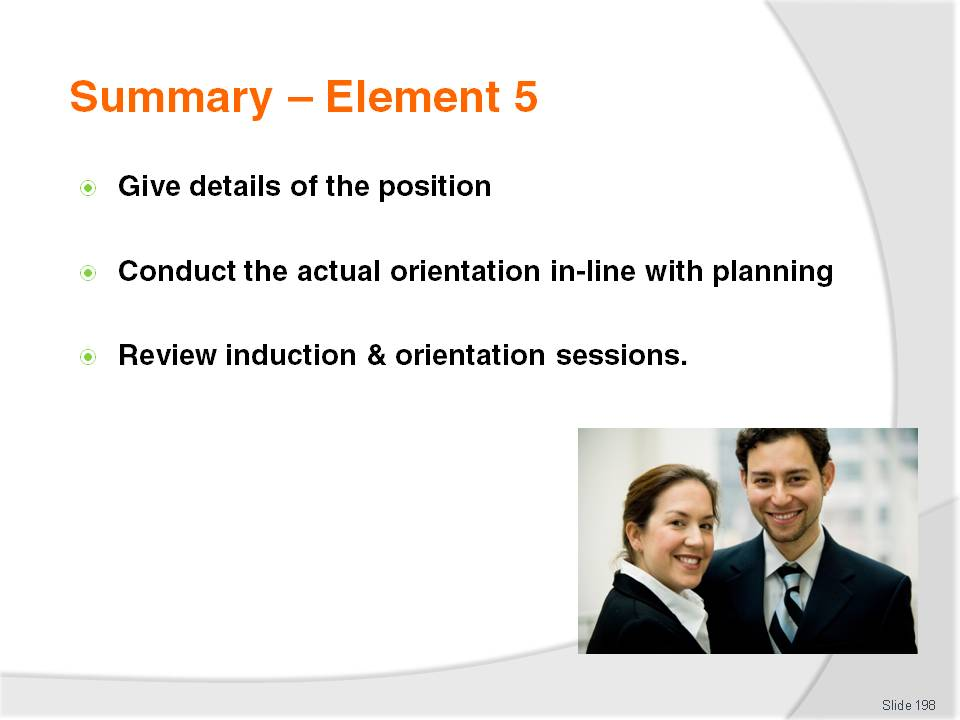 Summary – Element 5
Give details of the position
Conduct the actual orientation in-line with planning
Review induction & orientation sessions.
Slide 198